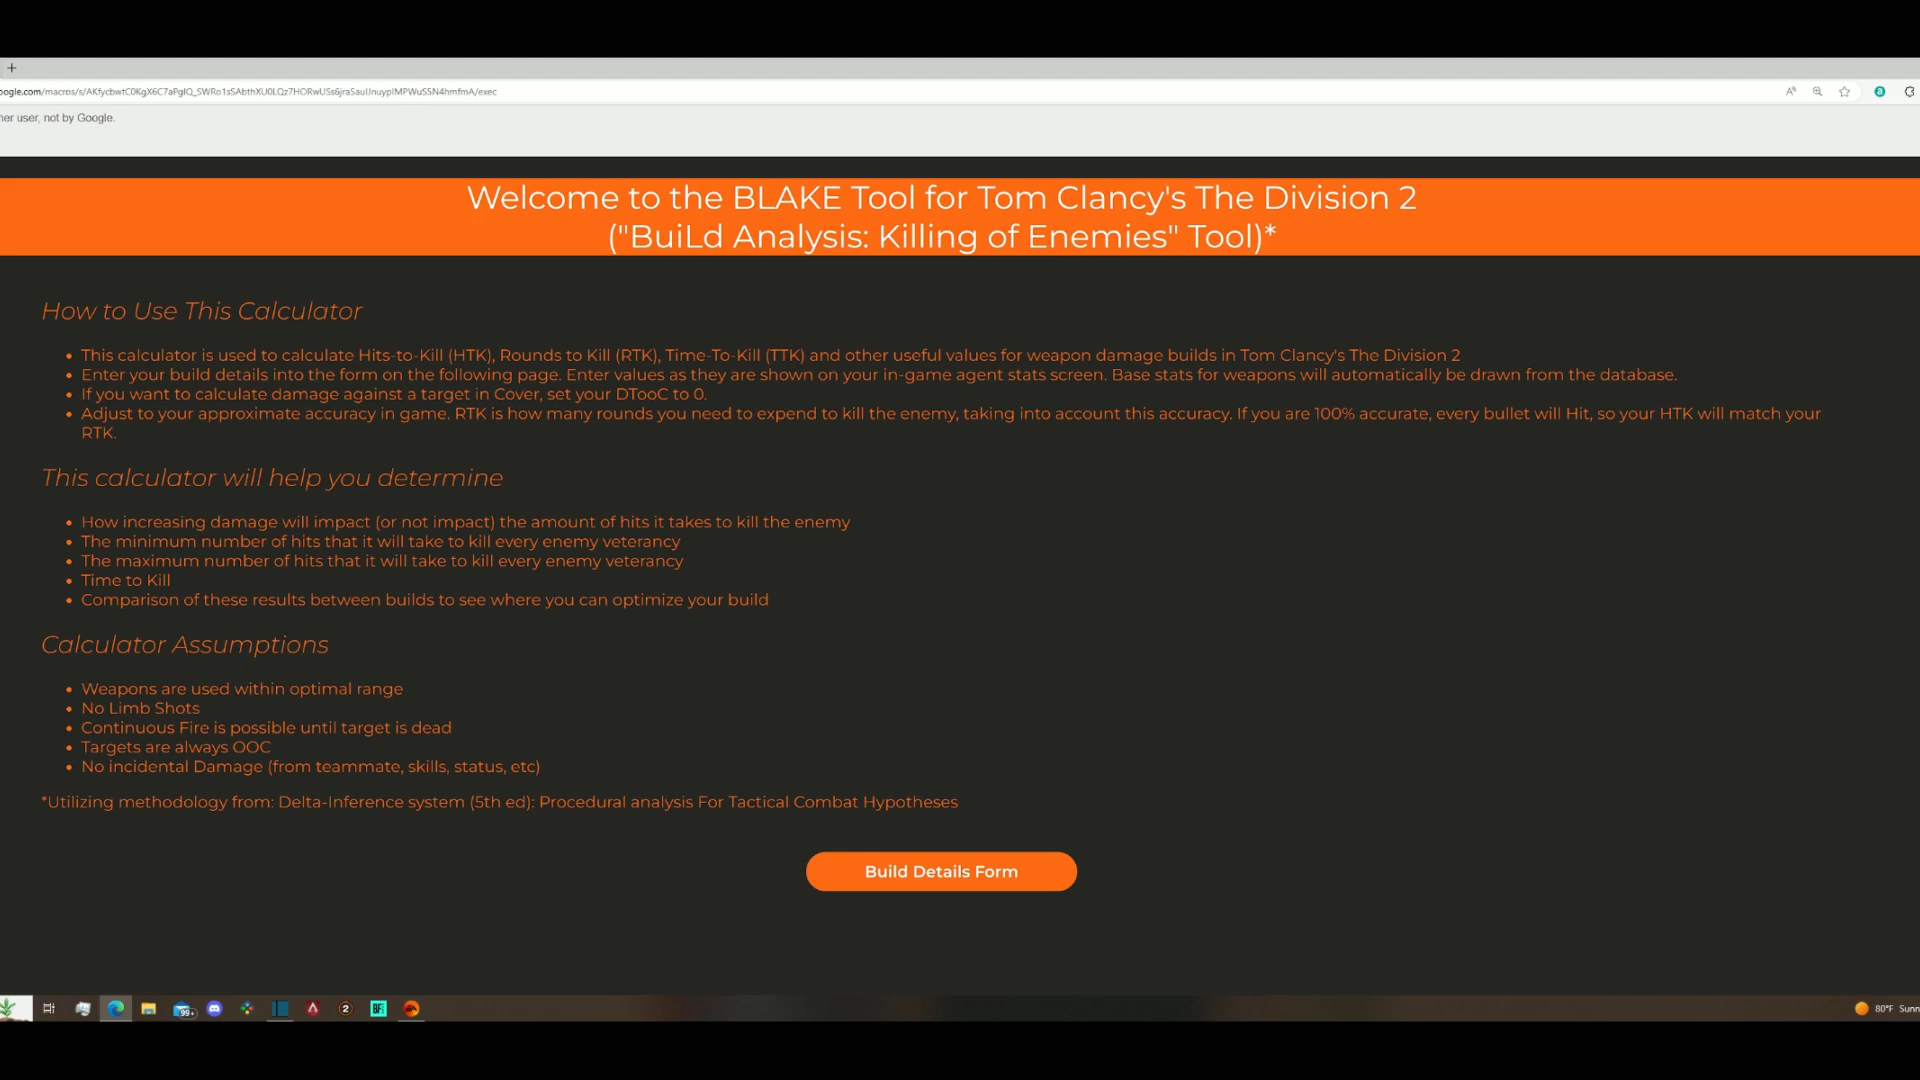 her user, not by Google.
Welcome to the BLAKE Tool for Tom Clancy's The Division 2
("BuiLd Analysis: Killing of Enemies" Tool)*
How to Use This Calculator
• This calculator is used to calculate Hits-to-Kill (HTK), Rounds to Kill (RTK), Time-To-Kill (TTK) and other useful values for weapon damage builds in Tom Clancy's The Division 2
• Enter your build details into the form on the following page. Enter values as they are shown on your in-game agent stats screen. Base stats for weapons will automatically be drawn from the database.
• If you want to calculate damage against a target in Cover, set your DTooC to 0.
• Adjust to your approximate accuracy in game. RTK is how many rounds you need to expend to kill the enemy, taking into account this accuracy. If you are 100% accurate, every bullet will Hit, so your HTK will match your
RTK.
This calculator will help you determine
• How increasing damage will impact (or not impact) the amount of hits it takes to kill the enemy
• The minimum number of hits that it will take to kill every enemy veterancy
• The maximum number of hits that it will take to kill every enemy veterancy
• Time to Kill
• Comparison of these results between builds to see where you can optimize your build
Calculator Assumptions
• Weapons are used within optimal range
• No Limb Shots
• Continuous Fire is possible until target is dead
• Targets are always OOC
• No incidental Damage (from teammate, skills, status, etc)
*Utilizing methodology from: Delta-Inference system (5th ed): Procedural analysis For Tactical Combat Hypotheses
Build Details Form
99+ 2 BF 80°F Sunn